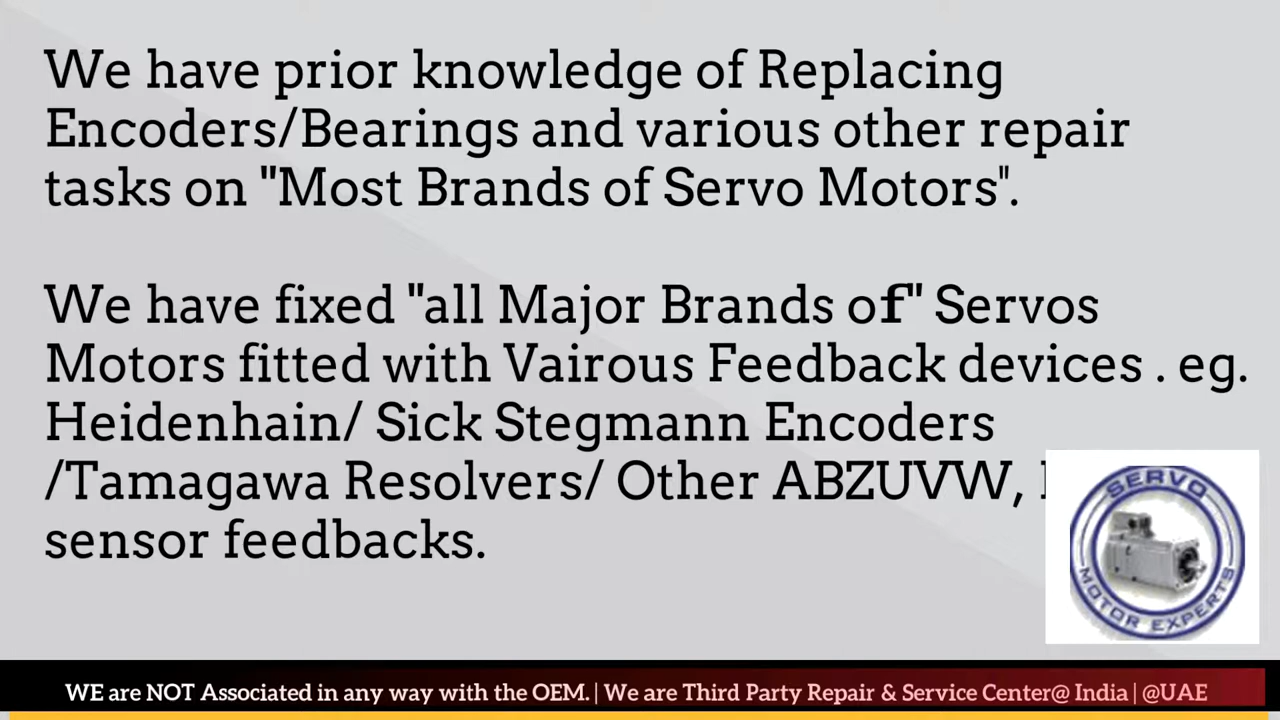 We have prior knowledge of Replacing
Encoders/Bearings and various other repair
tasks on "Most Brands of Servo Motors".
We have fixed "all Major Brands of" Servos
Motors fitted with Vairous Feedback devices . eg.
Heidenhain/ Sick Stegmann Encoders
/Tamagawa Resolvers/ Other ABZUVW,
sensor feedbacks.
SERVO
MOTOR EXPERTS
WE are NOT Associated in any way with the OEM. | We are Third Party Repair & Service Center@ India | @UAE